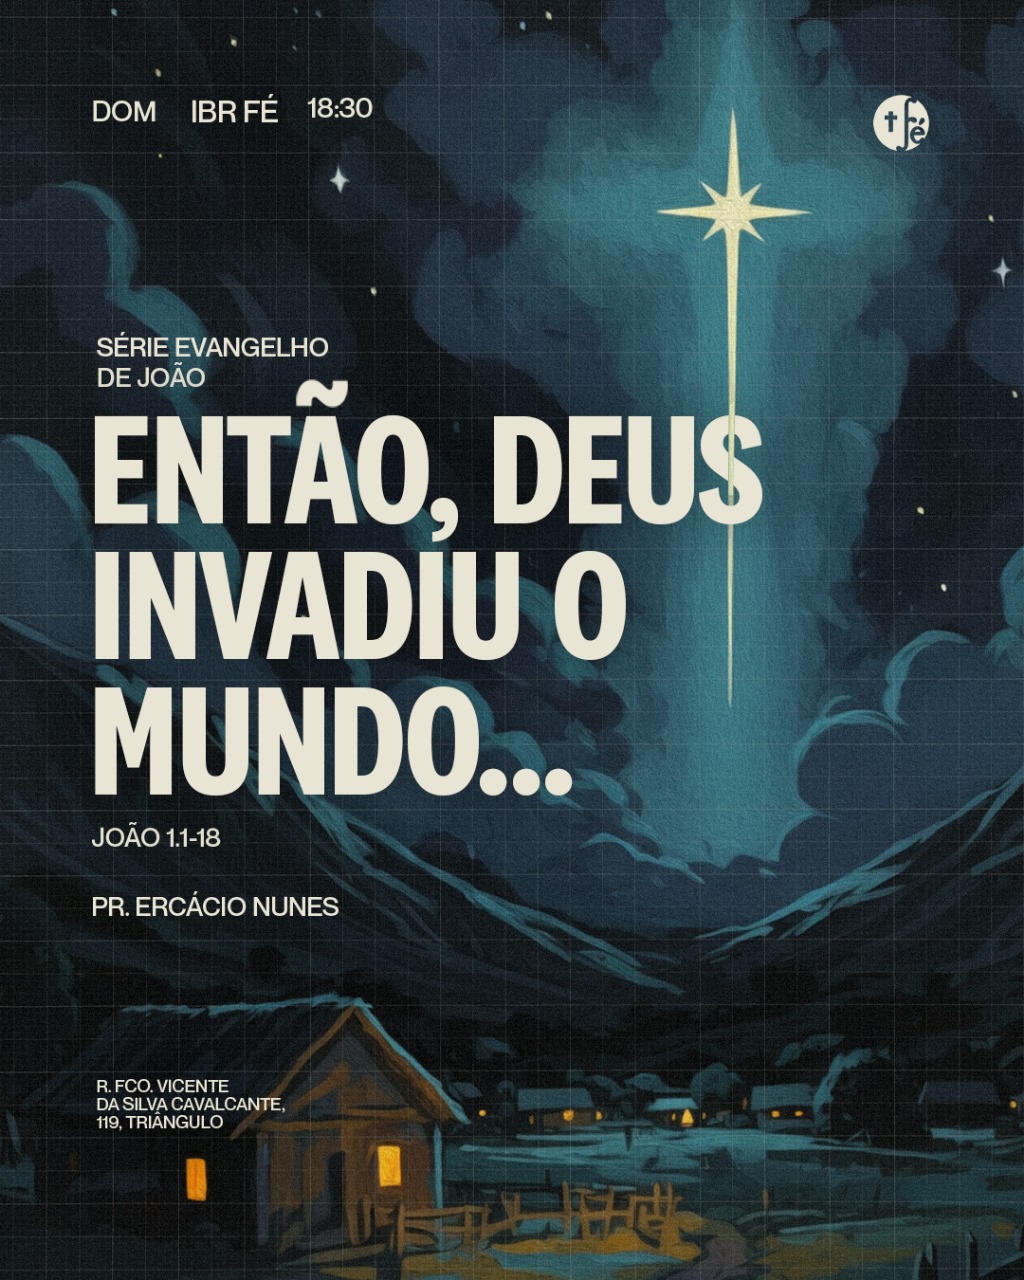 DOM IBR FÉ 18:30
fé
SÉRIE EVANGELHO
DE JOÃO
ENTÃO, DEUS
INVADIU O
MUNDO...
JOÃO 1.1-18
PR. ERCÁCIO NUNES
R. FCO. VICENTE
DA SILVA CAVALCANTE,
119, TRIÂNGULO